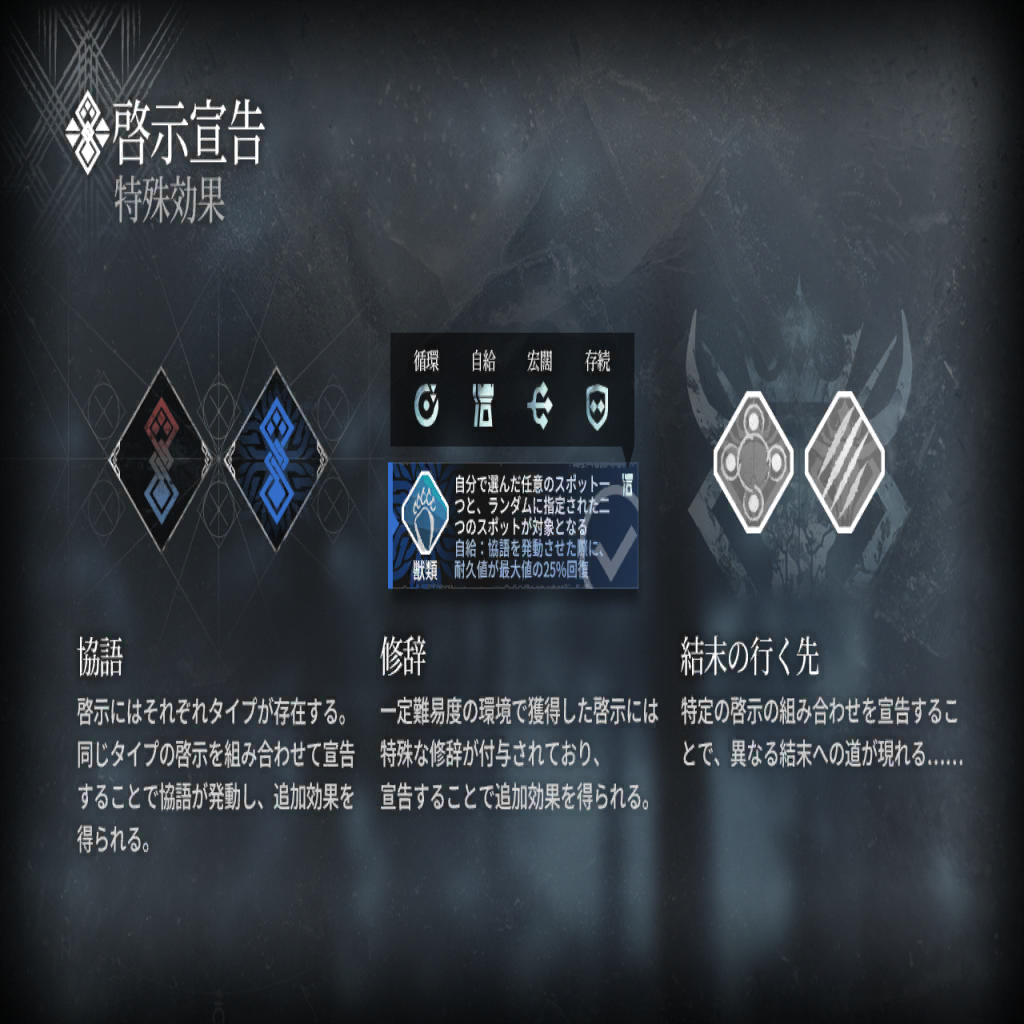 啓示宣告
特殊効果
循環 自給 宏闊 存続
自分で選んだ任意のスポット一
つと、ランダムに指定された二
つのスポットが対象となる
自給：協語を発動させた際に、
耐久値が最大値の25%回復
獣類
協語
啓示にはそれぞれタイプが存在する。
同じタイプの啓示を組み合わせて宣告
することで協語が発動し、追加効果を
得られる。
修辞
一定難易度の環境で獲得した啓示には
特殊な修辞が付与されており、
宣告することで追加効果を得られる。
結末の行く先
特定の啓示の組み合わせを宣告するこ
とで、異なる結末への道が現れる……